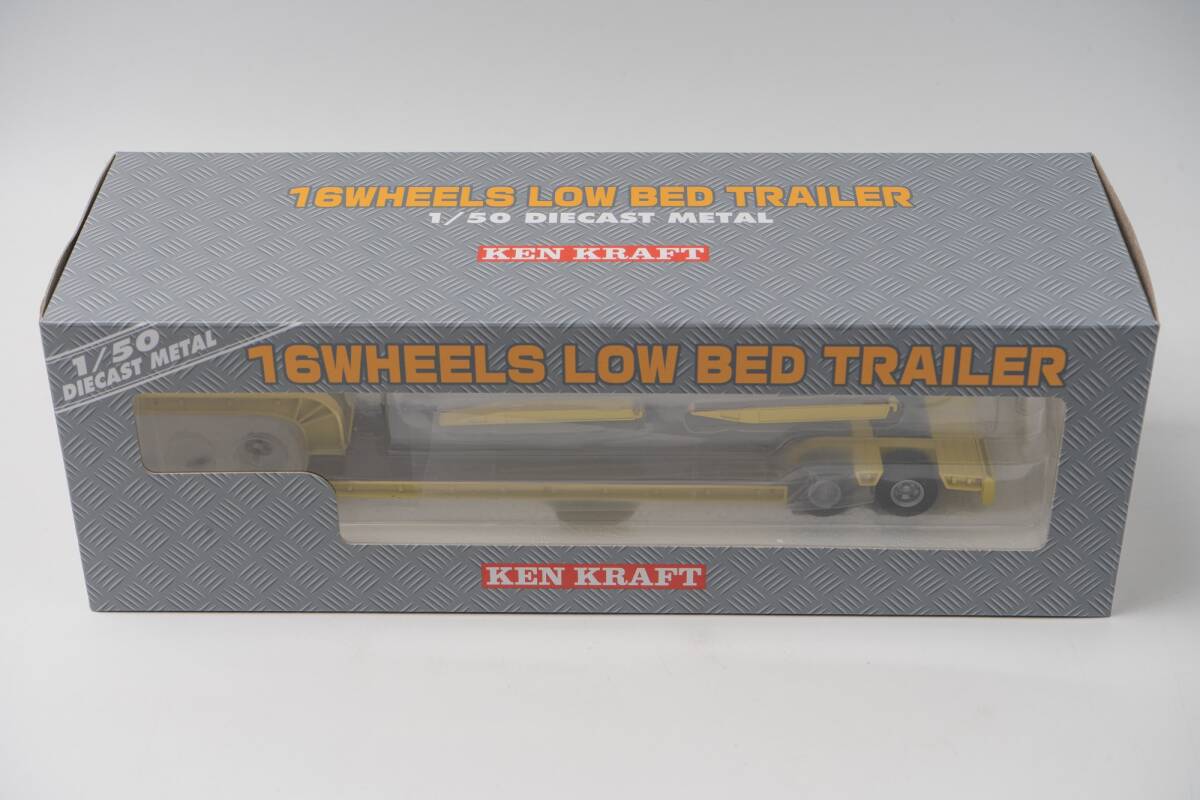 16WHEELS LOW BED TRAILER
1/50 DIECAST METAL
KEN KRAFT
1/50
DIECAST METAL
16WHEELS LOW BED TRAILER
KEN KRAFT